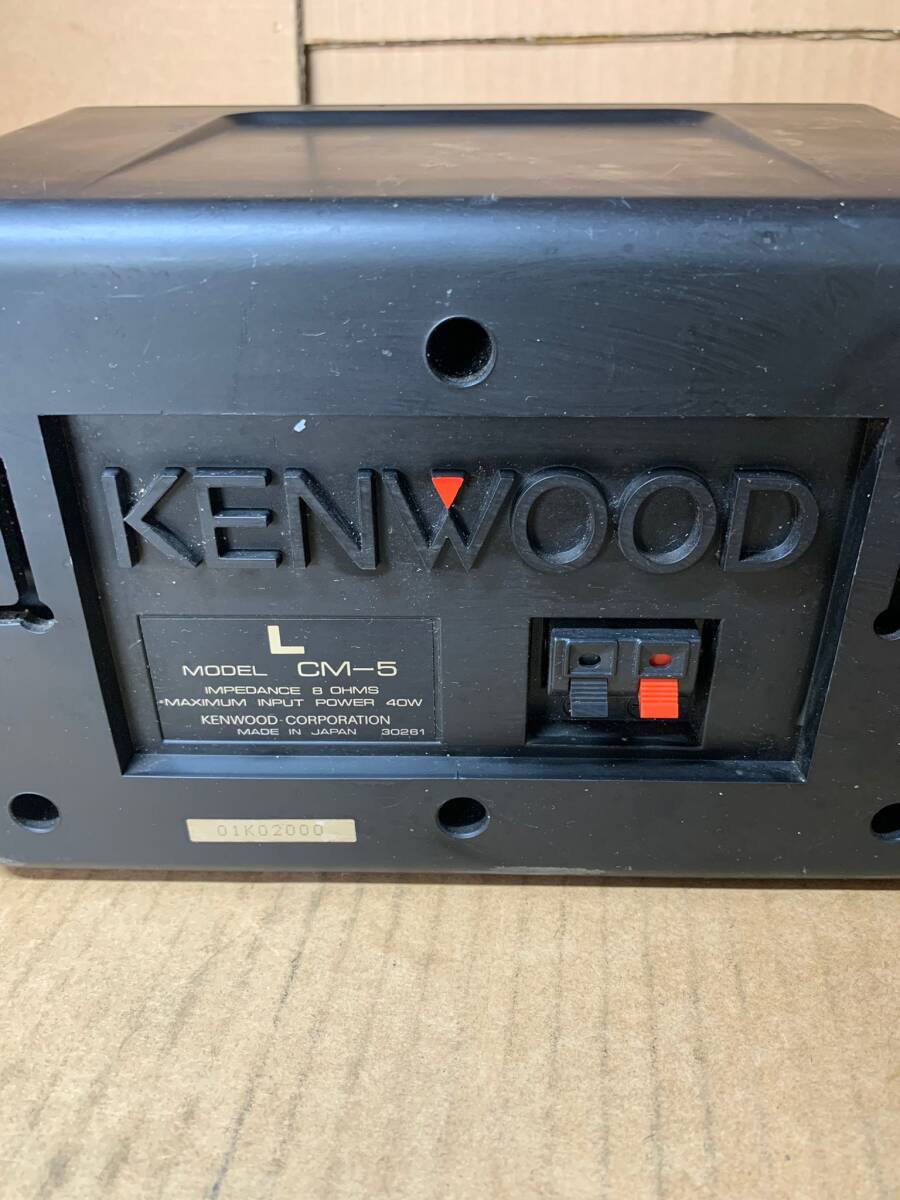 KENWOOD
L
MODEL CM-5
IMPEDANCE 8 OHMS
•MAXIMUM INPUT POWER 40W
KENWOOD·CORPORATION
MADE IN JAPAN 30261
01K02000